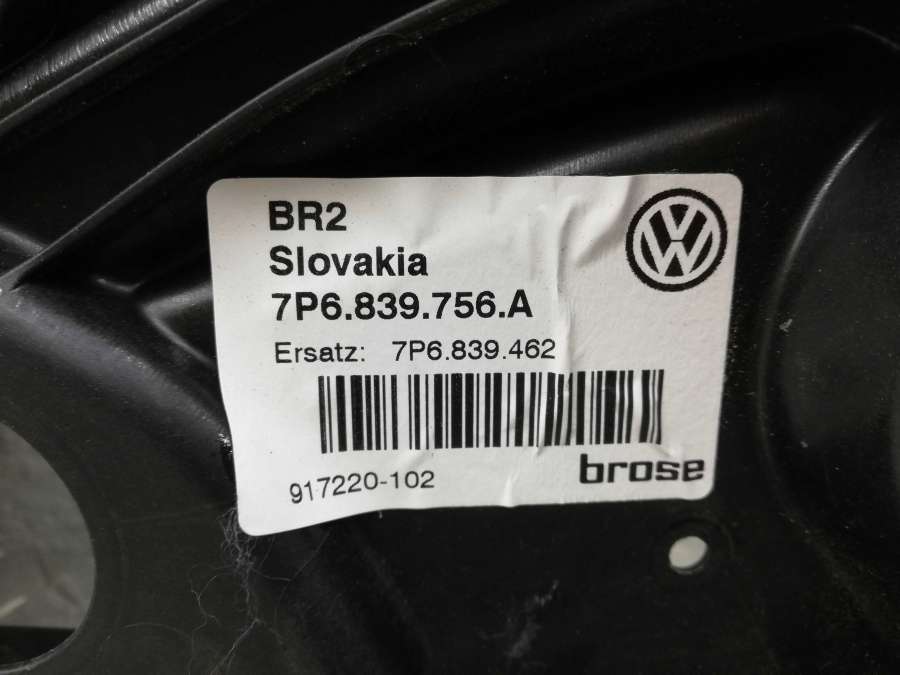 BR2
Slovakia
7P6.839.756.A
Ersatz: 7P6.839.462
917220-102
brose